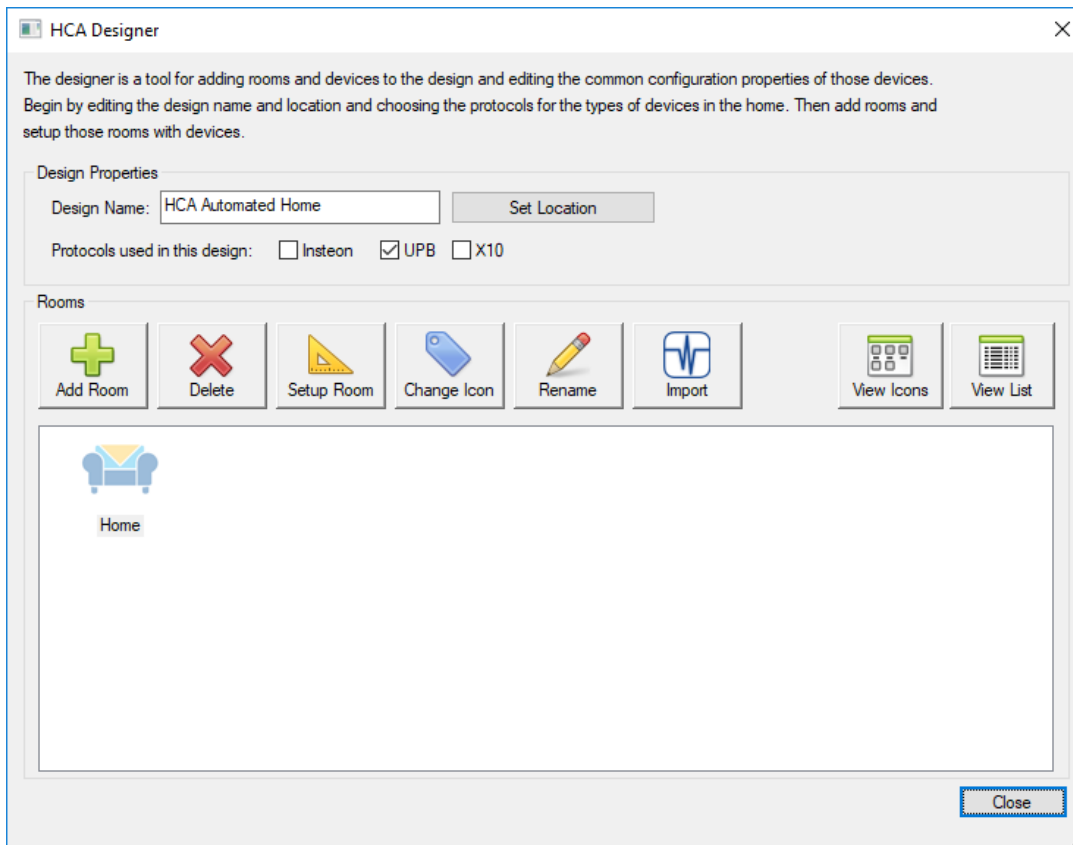 HCA Designer
The designer is a tool for adding rooms and devices to the design and editing the common configuration properties of those devices.
Begin by editing the design name and location and choosing the protocols for the types of devices in the home. Then add rooms and
setup those rooms with devices.
Design Properties
Design Name: HCA Automated Home Set Location
Protocols used in this design: Insteon UPB X10
Rooms
Add Room Delete Setup Room Change Icon Rename Import View Icons View List
Home
Close